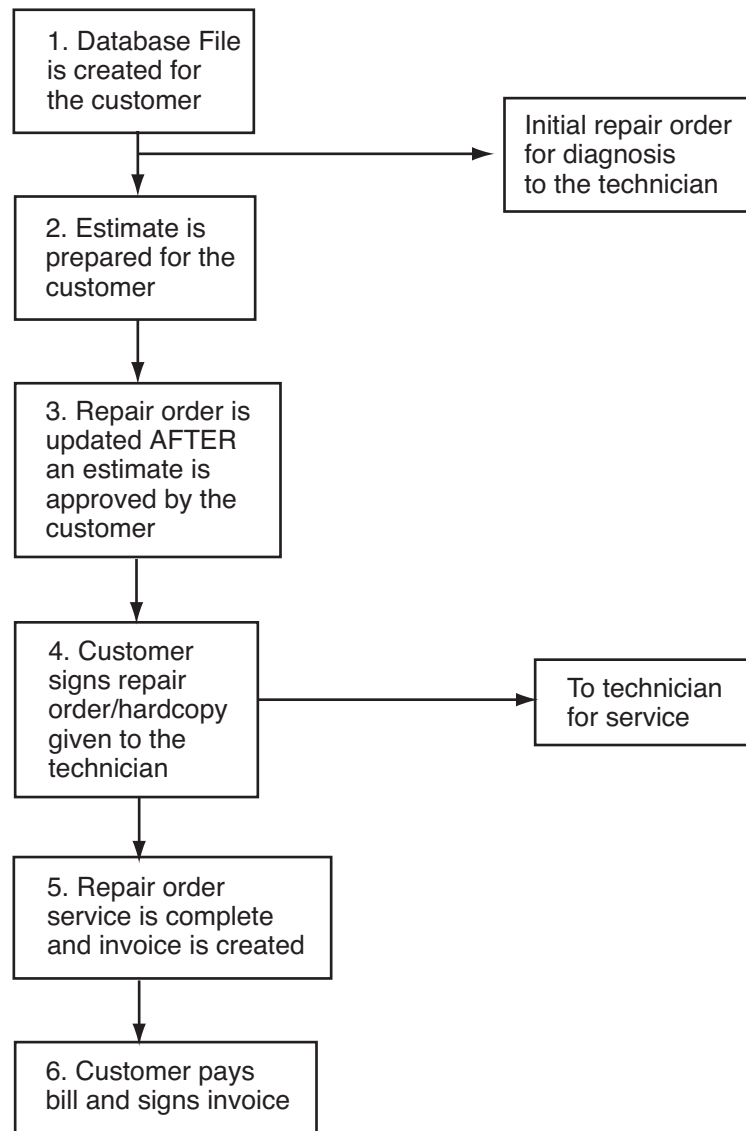 1. Database File
is created for
the customer
Initial repair order
for diagnosis
to the technician
2. Estimate is
prepared for the
customer
3. Repair order is
updated AFTER
an estimate is
approved by the
customer
4. Customer
signs repair
order/hardcopy
given to the
technician
To technician
for service
5. Repair order
service is complete
and invoice is created
6. Customer pays
bill and signs invoice